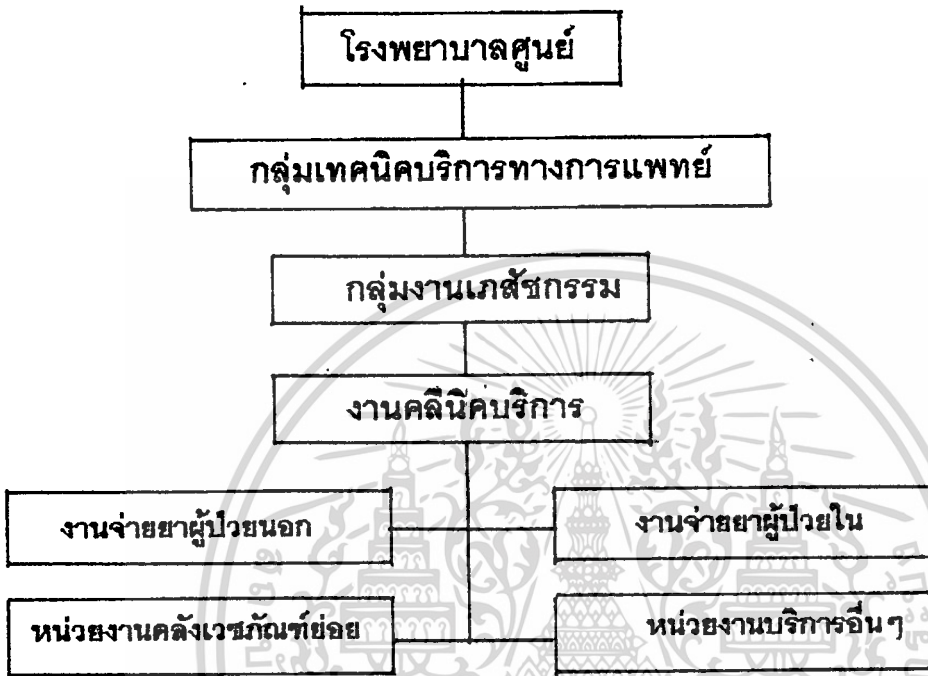 โรงพยาบาลศูนย์
กลุ่มเทคนิคบริการทางการแพทย์
กลุ่มงานเภสัชกรรม
งานคลีนิคบริการ
งานจ่ายยาผู้ป่วยนอก
งานจ่ายยาผู้ป่วยใน
หน่วยงานคลังเวชภัณฑ์ย่อย
หน่วยงานบริการอื่นๆ